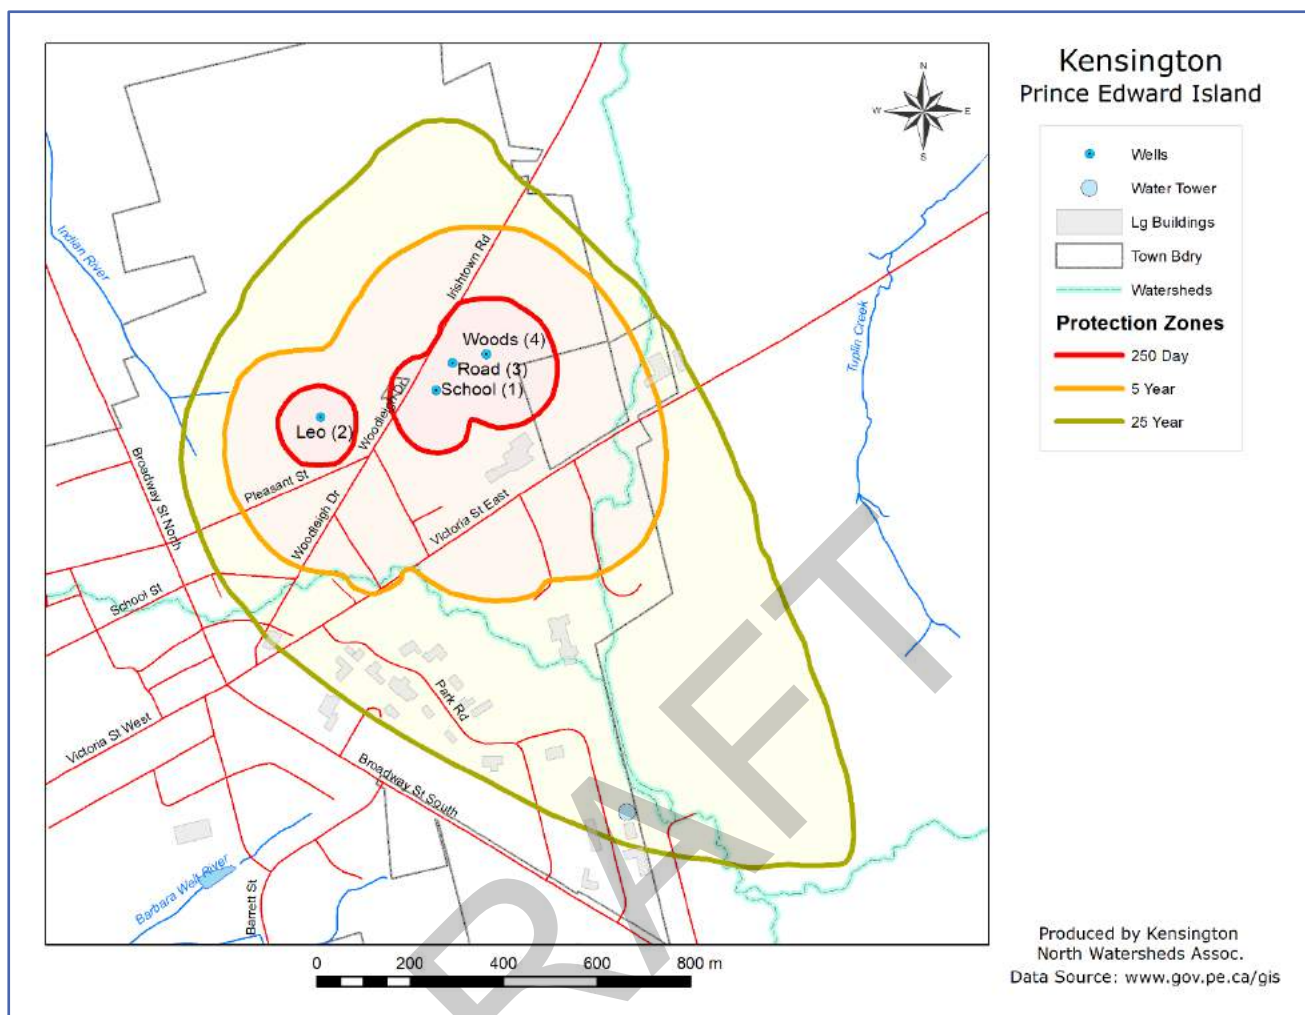 Kensington
Prince Edward Island
N
W
E
S
Wells
Water Tower
Lg Buildings
Town Bdry
Watersheds
Protection Zones
250 Day
5 Year
25 Year
Indian River
Irishtown Rd
Tuplin Creek
Woods (4)
Road (3)
School (1)
Leo (2)
Woodleigh Dr
Pleasant St
Broadway St North
Woodleigh Dr
Victoria St East
School St
Park Rd
Victoria St West
Broadway St South
Barbara Weit River
Barrett St
DRAFT
0 200 400 600 800 m
Produced by Kensington
North Watersheds Assoc.
Data Source: www.gov.pe.ca/gis